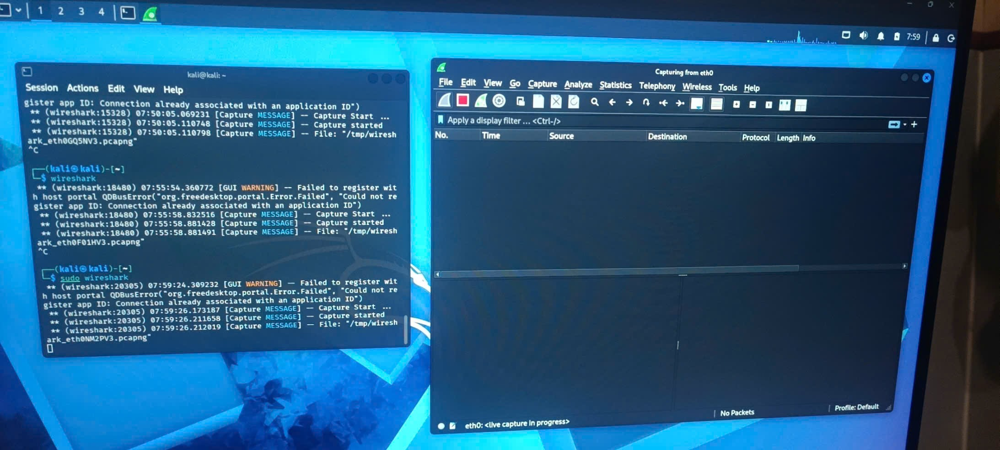 1 2 3 4
7:59
kali@kali: ~
Session Actions Edit View Help
gister app ID: Connection already associated with an application ID")
** (wireshark:15328) 07:50:05.069231 [Capture MESSAGE] -- Capture Start ...
** (wireshark:15328) 07:50:05.110748 [Capture MESSAGE] -- Capture started
** (wireshark:15328) 07:50:05.110798 [Capture MESSAGE] -- File: "/tmp/wiresh
ark_eth0GQ5NV3.pcapng"
^C
(kali㉿kali)-[~]
$ wireshark
** (wireshark:18480) 07:55:54.360772 [GUI WARNING] -- Failed to register wit
h host portal QDBusError("org.freedesktop.portal.Error.Failed", "Could not re
gister app ID: Connection already associated with an application ID")
** (wireshark:18480) 07:55:58.832516 [Capture MESSAGE] -- Capture Start ...
** (wireshark:18480) 07:55:58.881428 [Capture MESSAGE] -- Capture started
** (wireshark:18480) 07:55:58.881491 [Capture MESSAGE] -- File: "/tmp/wiresh
ark_eth0F01HV3.pcapng"
^C
(kali㉿kali)-[~]
$ sudo wireshark
** (wireshark:20305) 07:59:24.309232 [GUI WARNING] -- Failed to register wit
h host portal QDBusError("org.freedesktop.portal.Error.Failed", "Could not re
gister app ID: Connection already associated with an application ID")
** (wireshark:20305) 07:59:26.173187 [Capture MESSAGE] -- Capture Start ...
** (wireshark:20305) 07:59:26.211658 [Capture MESSAGE] -- Capture started
** (wireshark:20305) 07:59:26.212019 [Capture MESSAGE] -- File: "/tmp/wiresh
ark_eth0NM2PV3.pcapng"
Capturing from eth0
File Edit View Go Capture Analyze Statistics Telephony Wireless Tools Help
Apply a display filter ... <Ctrl-/>
No. Time Source Destination Protocol Length Info
eth0: <live capture in progress> No Packets Profile: Default